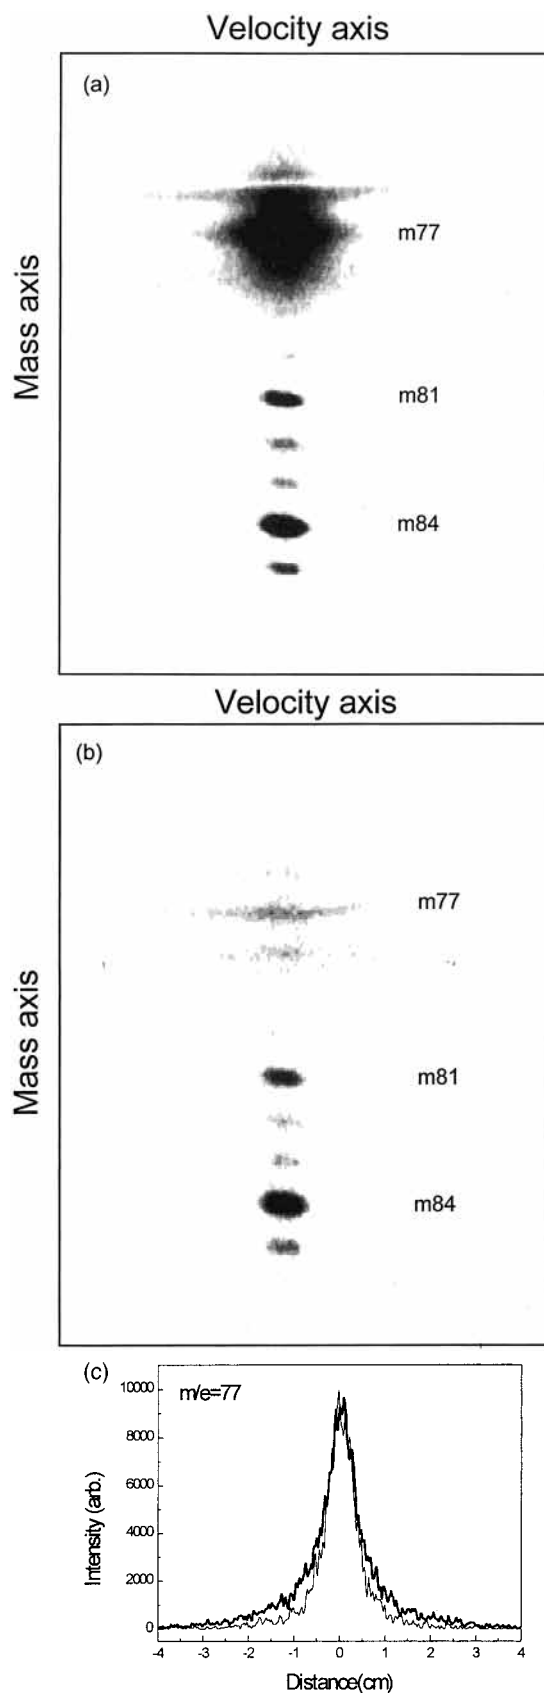 Velocity axis
(a)
Mass axis
m77
m81
m84
Velocity axis
(b)
Mass axis
m77
m81
m84
(c)
m/e=77
Intensity (arb.)
10000
8000
6000
4000
2000
0
-4 -3 -2 -1 0 1 2 3 4
Distance(cm)